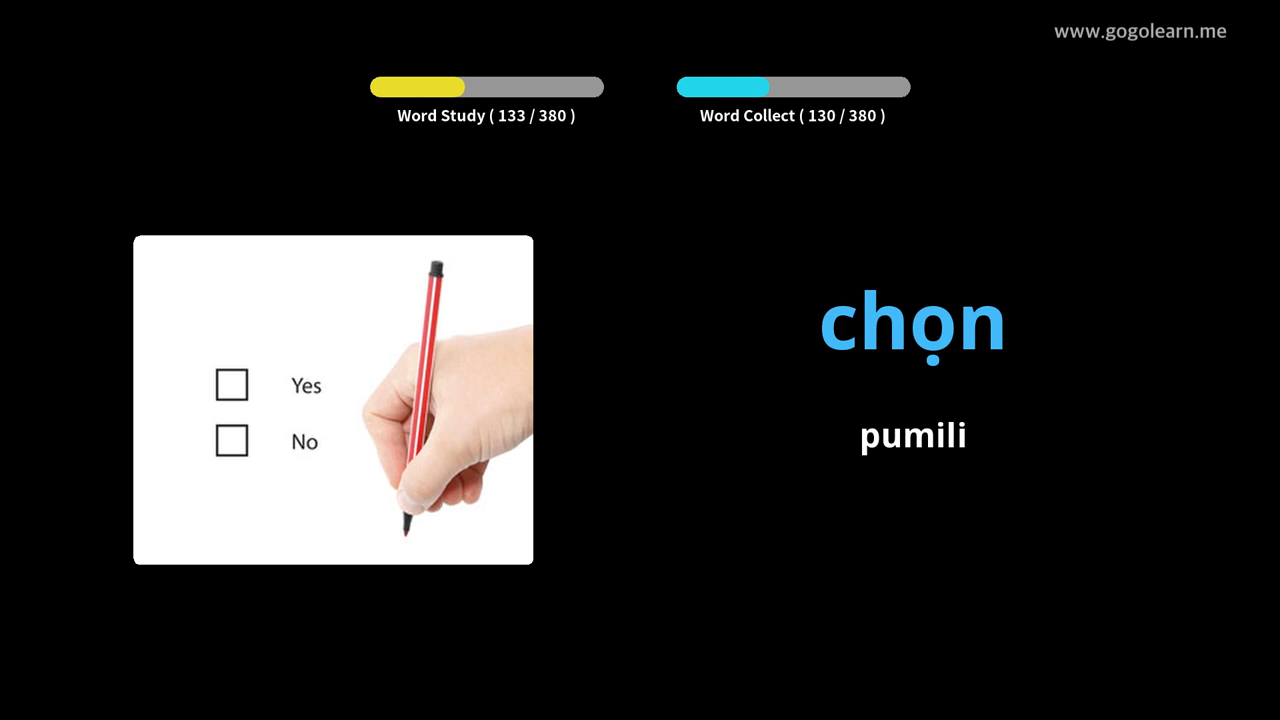 www.gogolearn.me
Word Study ( 133 / 380 )
Word Collect ( 130 / 380 )
Yes
No
chọn
pumili